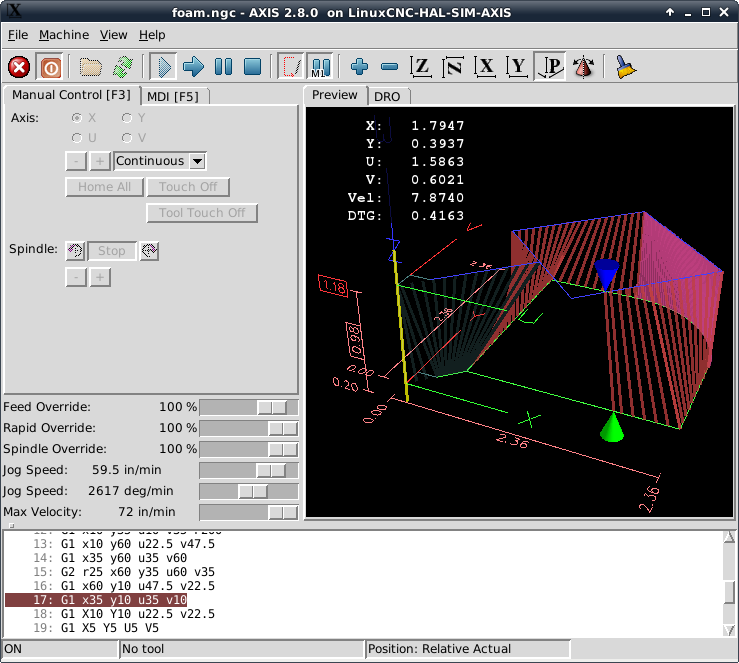 foam.ngc - AXIS 2.8.0 on LinuxCNC-HAL-SIM-AXIS
File Machine View Help
Manual Control [F3] MDI [F5]
Preview DRO
Axis: X Y
U V
- + Continuous
Home All Touch Off
Tool Touch Off
Spindle: Stop
- +
X: 1.7947
Y: 0.3937
U: 1.5863
V: 0.6021
Vel: 7.8740
DTG: 0.4163
Z N X Y P
M1
1.18
0.98
0.00
0.20
0.00
2.36
2.36
2.36
2.36
X
Y
Feed Override: 100 %
Rapid Override: 100 %
Spindle Override: 100 %
Jog Speed: 59.5 in/min
Jog Speed: 2617 deg/min
Max Velocity: 72 in/min
13: G1 x10 y60 u22.5 v47.5
14: G1 x35 y60 u35 v60
15: G2 r25 x60 y35 u60 v35
16: G1 x60 y10 u47.5 v22.5
17: G1 x35 y10 u35 v10
18: G1 X10 Y10 u22.5 v22.5
19: G1 X5 Y5 U5 V5
ON No tool Position: Relative Actual